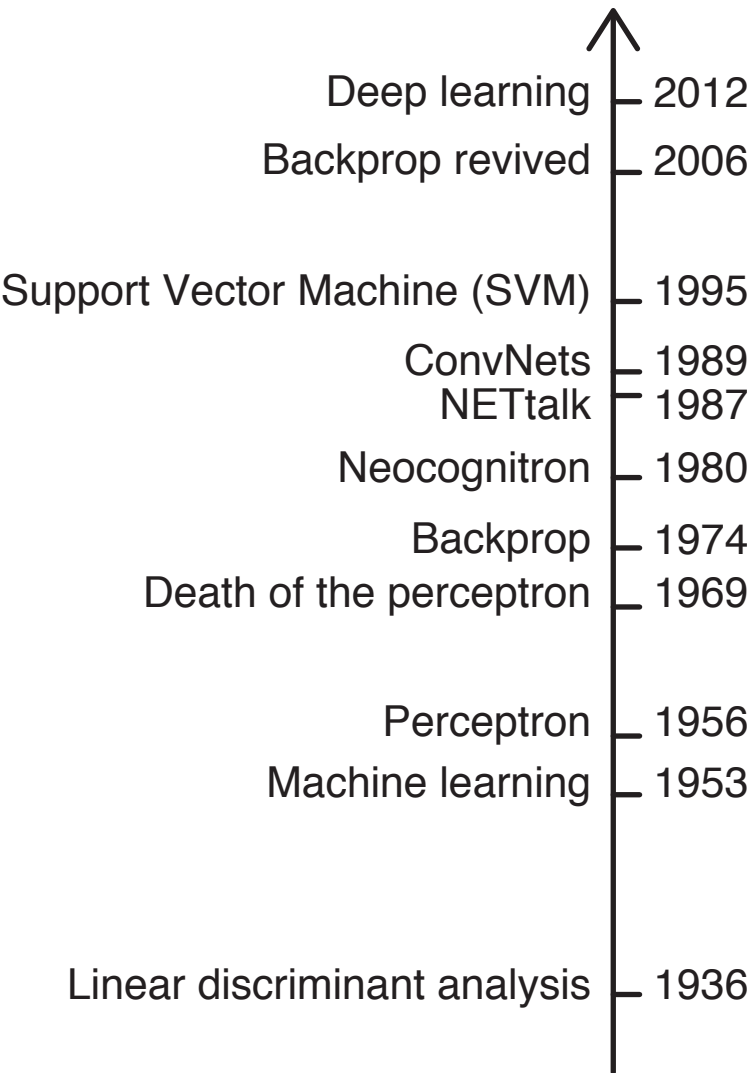 Deep learning 2012
Backprop revived 2006
Support Vector Machine (SVM) 1995
ConvNets 1989
NETtalk 1987
Neocognitron 1980
Backprop 1974
Death of the perceptron 1969
Perceptron 1956
Machine learning 1953
Linear discriminant analysis 1936